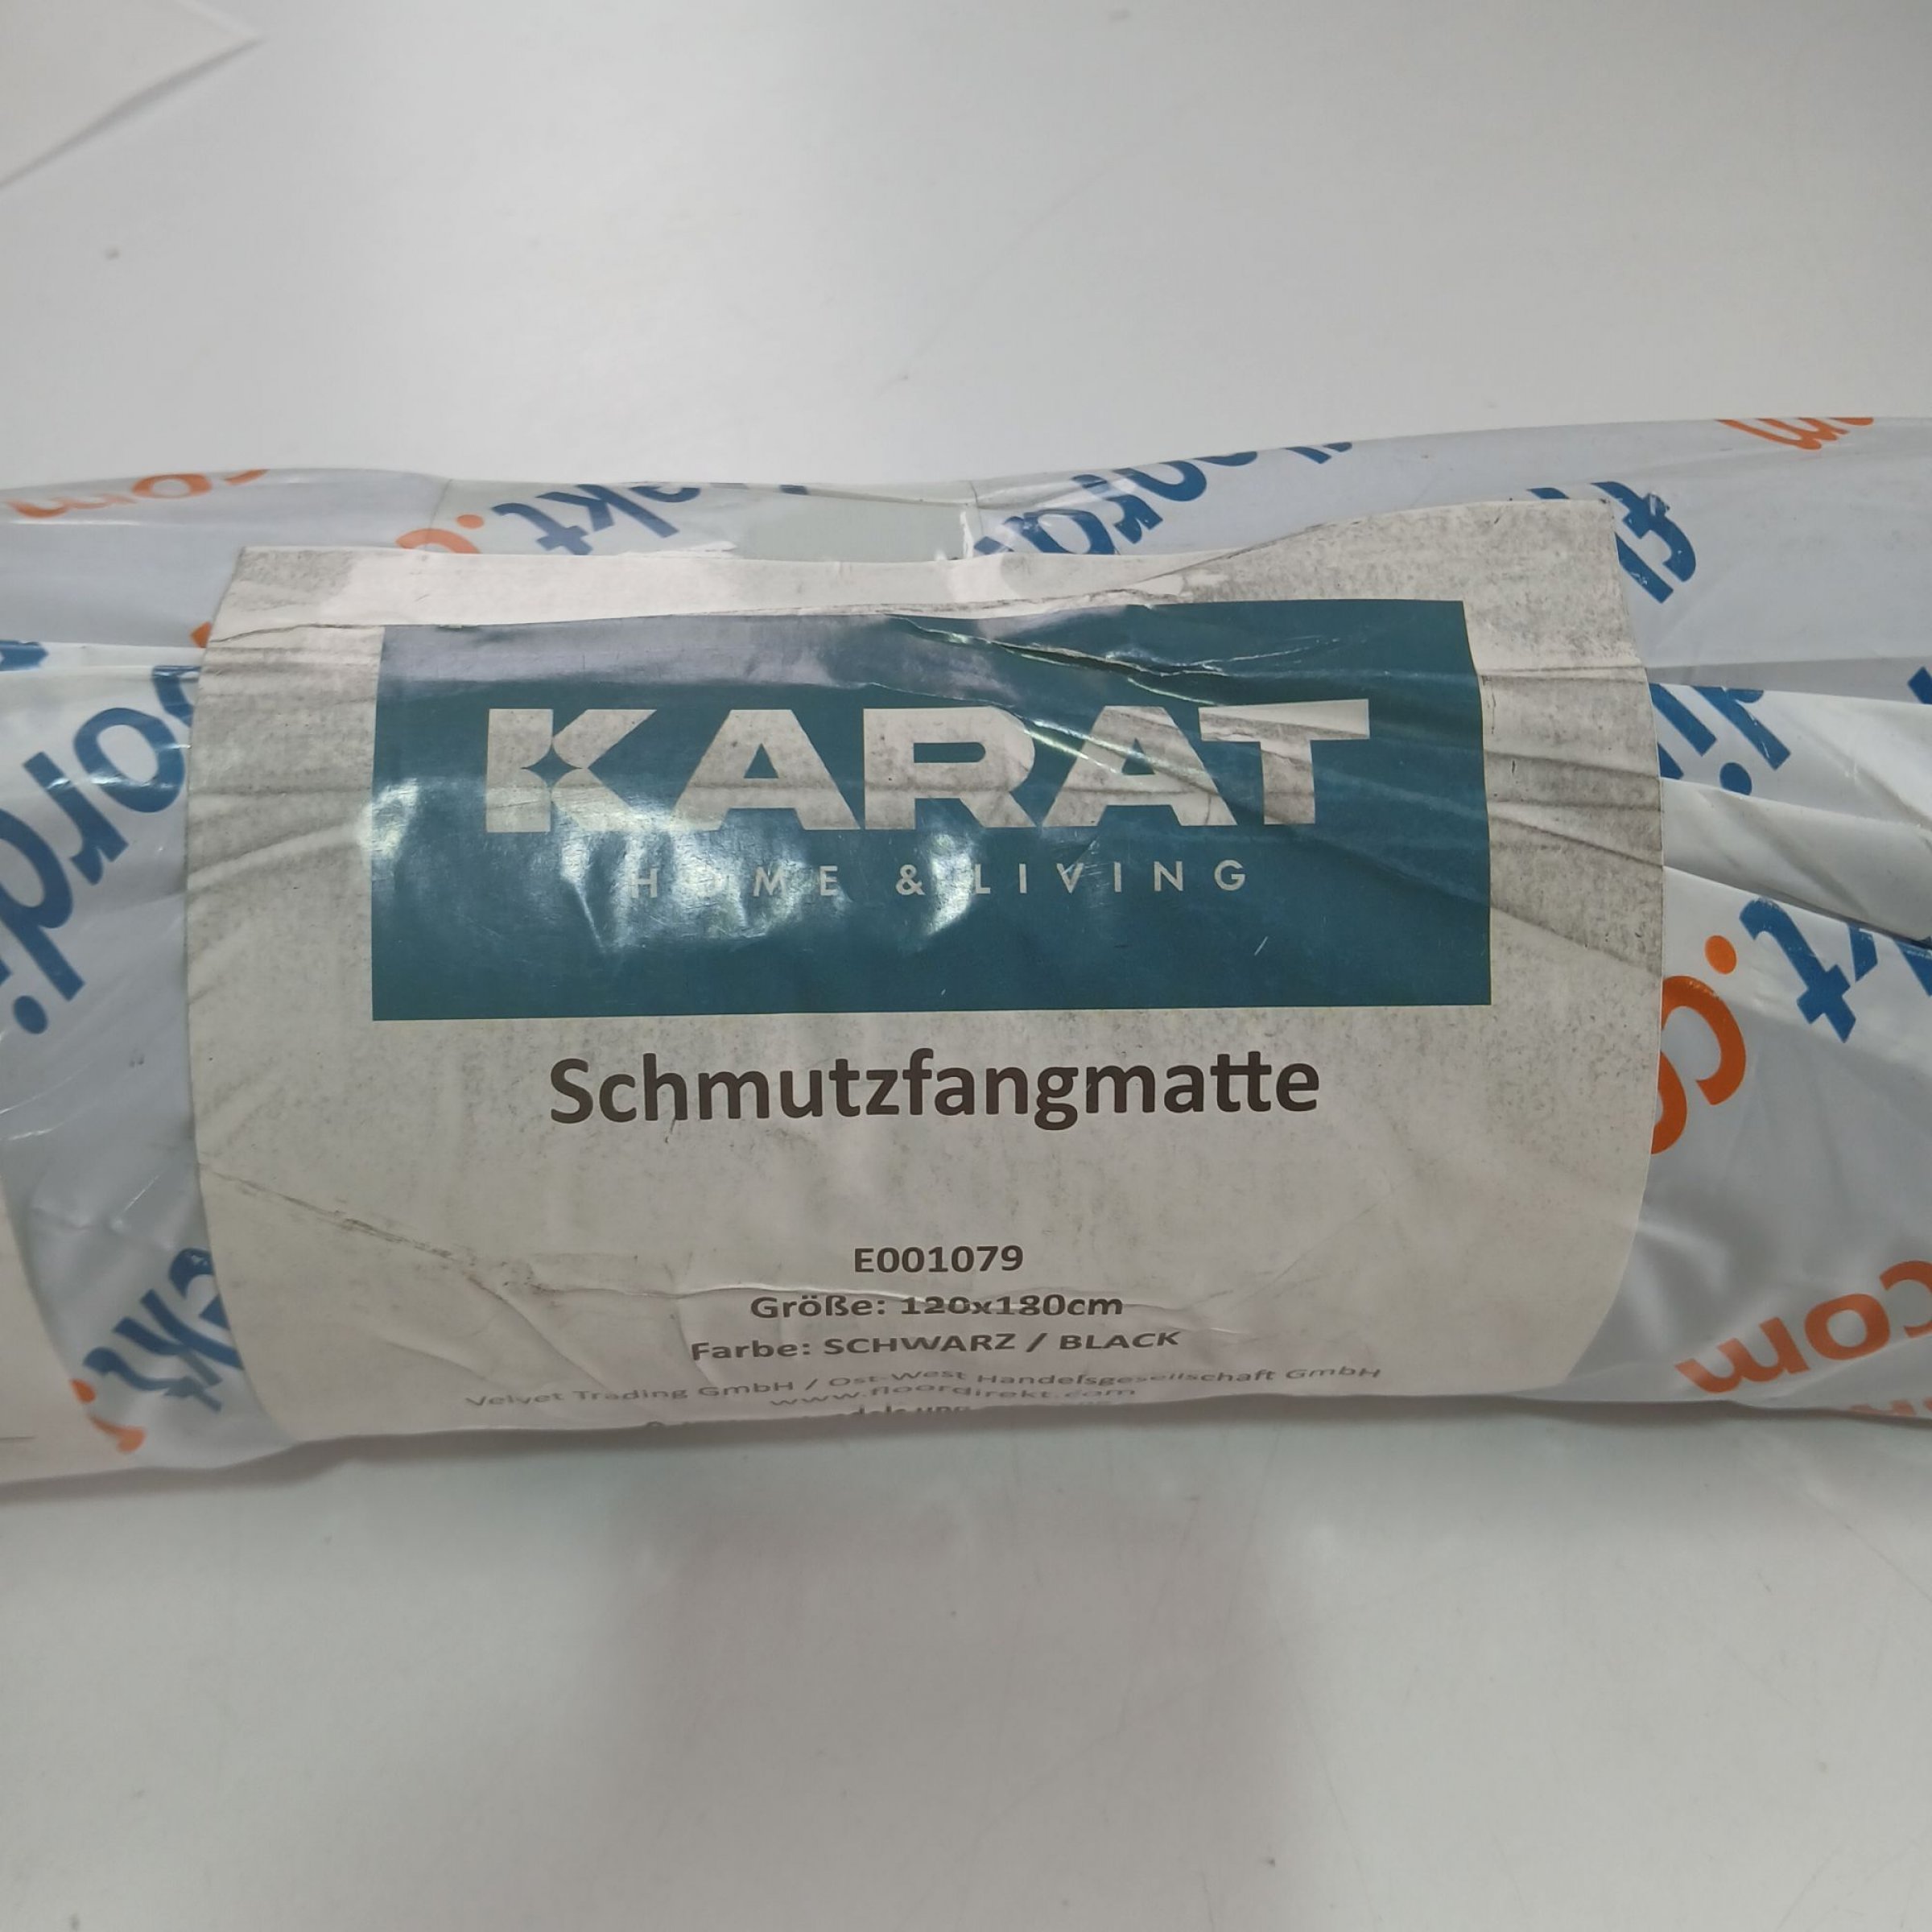 KARAT
HOME & LIVING
Schmutzfangmatte
E001079
Größe: 120x180cm
Farbe: SCHWARZ / BLACK
Velvet Trading GmbH / Ost-West Handelsgesellschaft GmbH
www.floordirekt.com